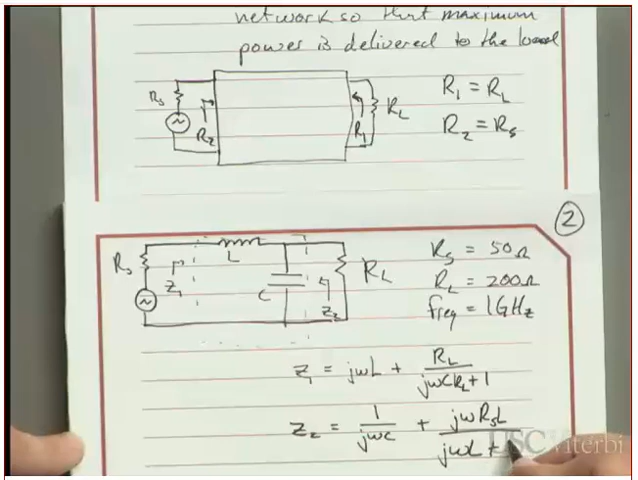 network so that maximum
power is delivered to the load
Rs
R2
R1
RL
R1 = RL
R2 = Rs
2
Rs
Z1
L
C
Z2
RL
Rs = 50Ω
RL = 200Ω
freq = 1GHz
Z1 = jωL + RL / jωCRL + 1
Z2 = 1 / jωC + jωRsL / jωL +
USC Viterbi